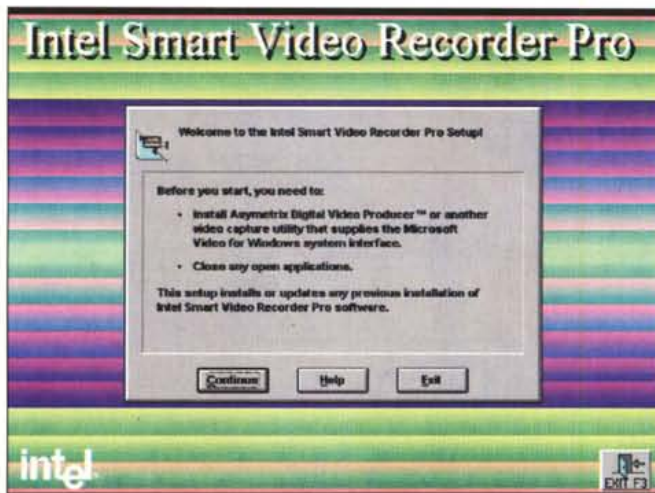 Intel Smart Video Recorder Pro
Welcome to the Intel Smart Video Recorder Pro Setup!
Before you start, you need to:
• Install Asymetrix Digital Video Producer™ or another
video capture utility that supplies the Microsoft
Video for Windows system interface.
• Close any open applications.
This setup installs or updates any previous installation of
Intel Smart Video Recorder Pro software.
Continue
Help
Exit
intel.
EXIT F3